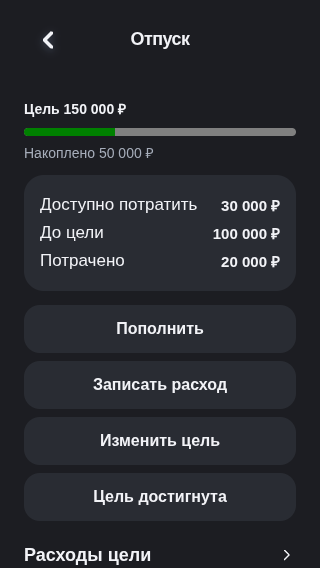 Отпуск
Цель 150 000 ₽
Накоплено 50 000 ₽
Доступно потратить 30 000 ₽
До цели 100 000 ₽
Потрачено 20 000 ₽
Пополнить
Записать расход
Изменить цель
Цель достигнута
Расходы цели